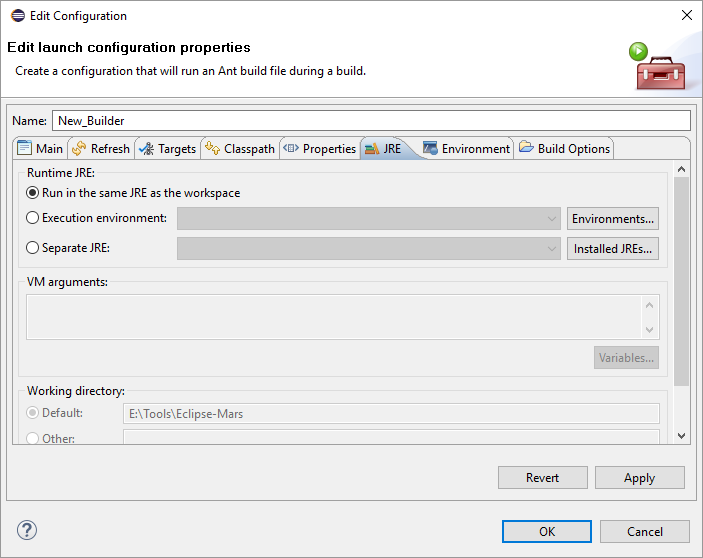 Edit Configuration
Edit launch configuration properties
Create a configuration that will run an Ant build file during a build.
Name: New_Builder
Main Refresh Targets Classpath Properties JRE Environment Build Options
Runtime JRE:
Run in the same JRE as the workspace
Execution environment: Environments...
Separate JRE: Installed JREs...
VM arguments:
Variables...
Working directory:
Default: E:\Tools\Eclipse-Mars
Other:
Revert Apply
? OK Cancel